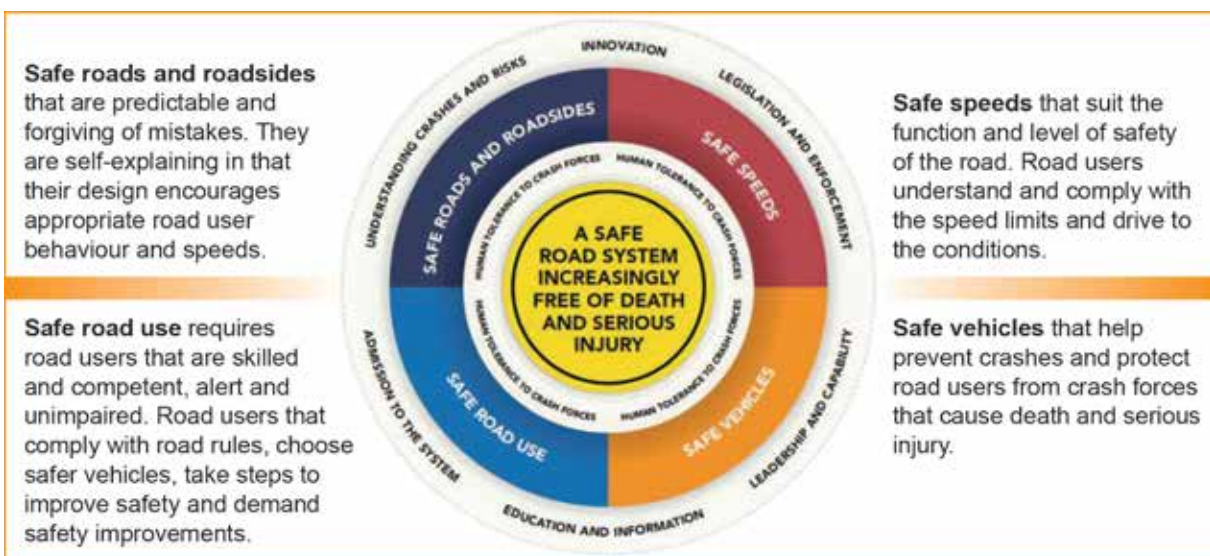 Safe roads and roadsides
that are predictable and
forgiving of mistakes. They
are self-explaining in that
their design encourages
appropriate road user
behaviour and speeds.
Safe road use requires
road users that are skilled
and competent, alert and
unimpaired. Road users that
comply with road rules, choose
safer vehicles, take steps to
improve safety and demand
safety improvements.
INNOVATION
UNDERSTANDING CRASHES AND RISKS
LEGISLATION AND ENFORCEMENT
SAFE ROADS AND ROADSIDES
SAFE SPEEDS
HUMAN TOLERANCE TO CRASH FORCES
HUMAN TOLERANCE TO CRASH FORCES
A SAFE
ROAD SYSTEM
INCREASINGLY
FREE OF DEATH
AND SERIOUS
INJURY
HUMAN TOLERANCE TO CRASH FORCES
HUMAN TOLERANCE TO CRASH FORCES
SAFE ROAD USE
SAFE VEHICLES
ADMISSION TO THE SYSTEM
LEADERSHIP AND CAPABILITY
EDUCATION AND INFORMATION
Safe speeds that suit the
function and level of safety
of the road. Road users
understand and comply with
the speed limits and drive to
the conditions.
Safe vehicles that help
prevent crashes and protect
road users from crash forces
that cause death and serious
injury.